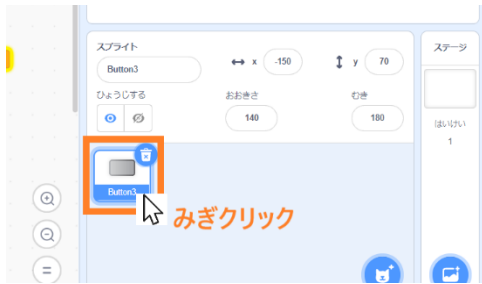 スプライト
Button3
x -150
y 70
ステージ
ひょうじする
おおきさ
むき
140
180
はいけい
1
Button3
みぎクリック